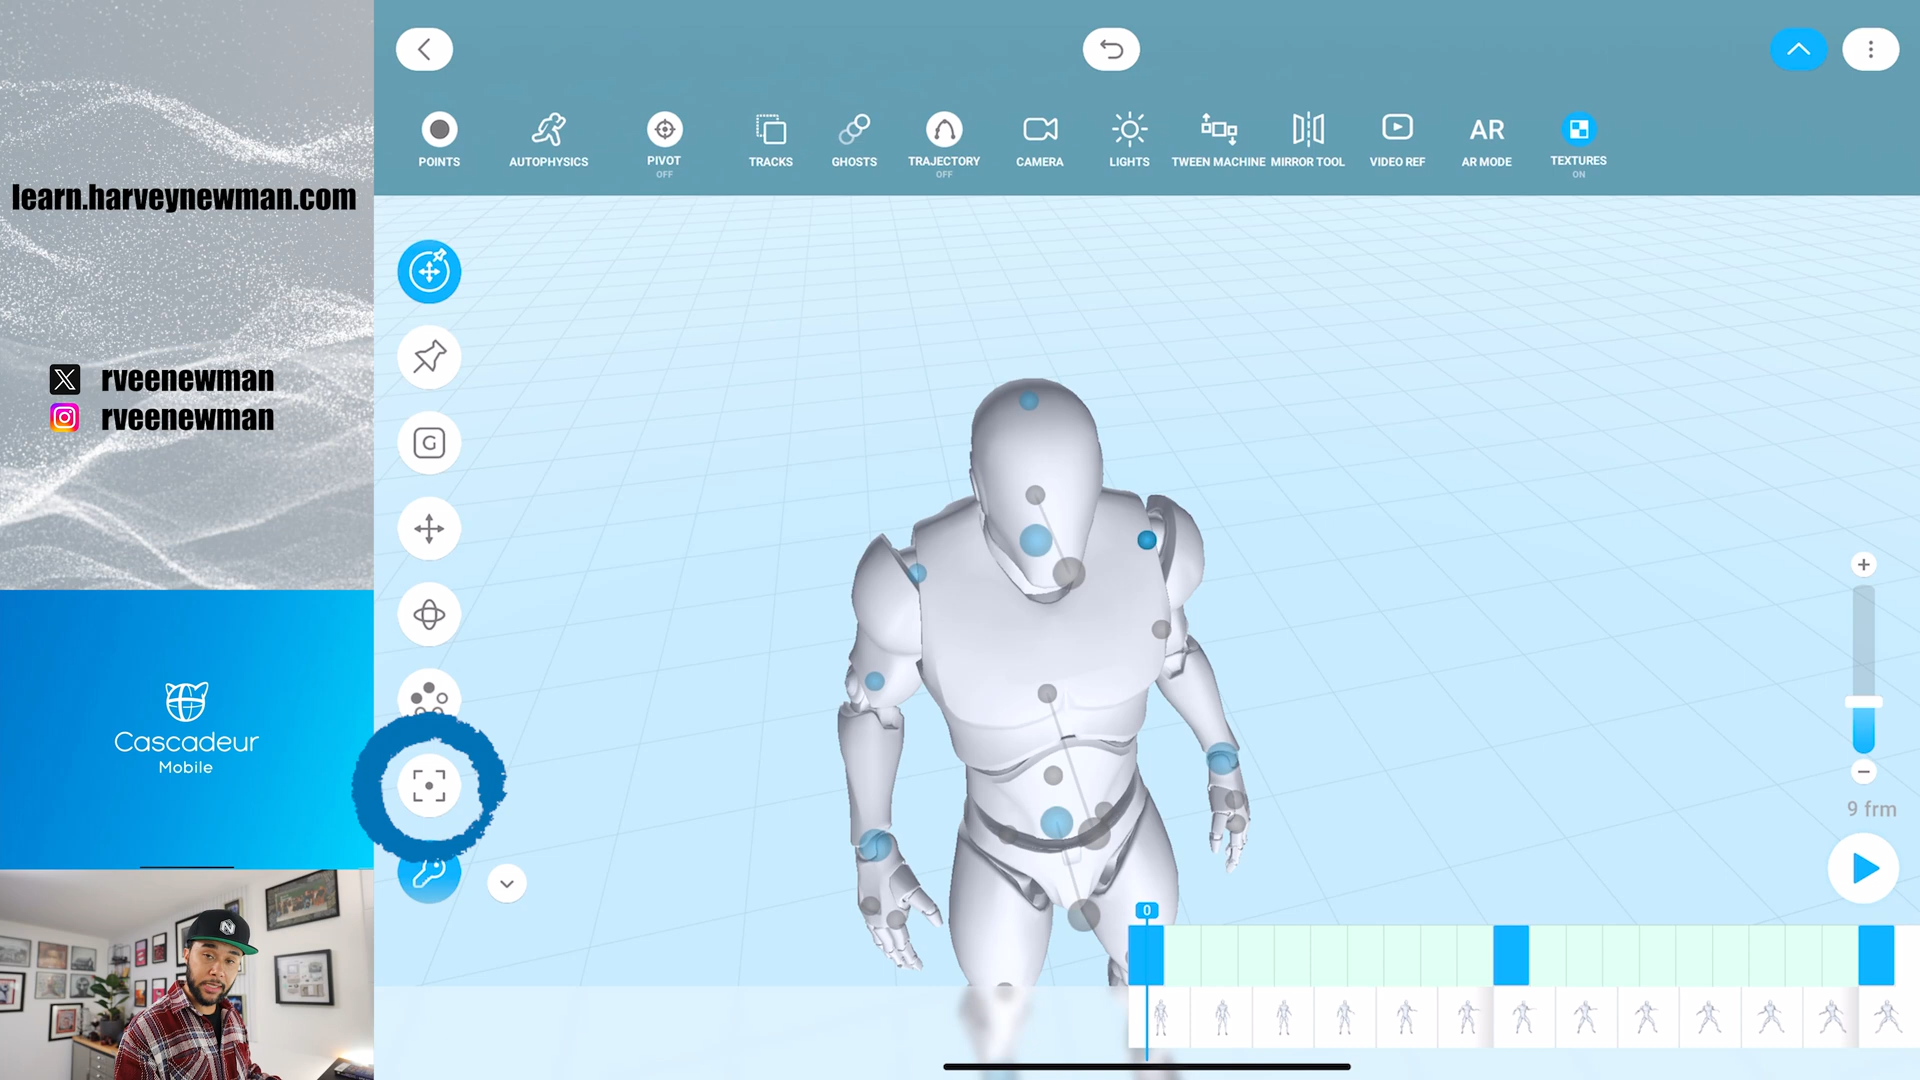 learn.harveynewman.com
rveenewman
rveenewman
Cascadeur
Mobile
POINTS
AUTOPHYSICS
PIVOT
OFF
TRACKS
GHOSTS
TRAJECTORY
OFF
CAMERA
LIGHTS
TWEEN MACHINE
MIRROR TOOL
VIDEO REF
AR
AR MODE
TEXTURES
ON
G
9 frm
0